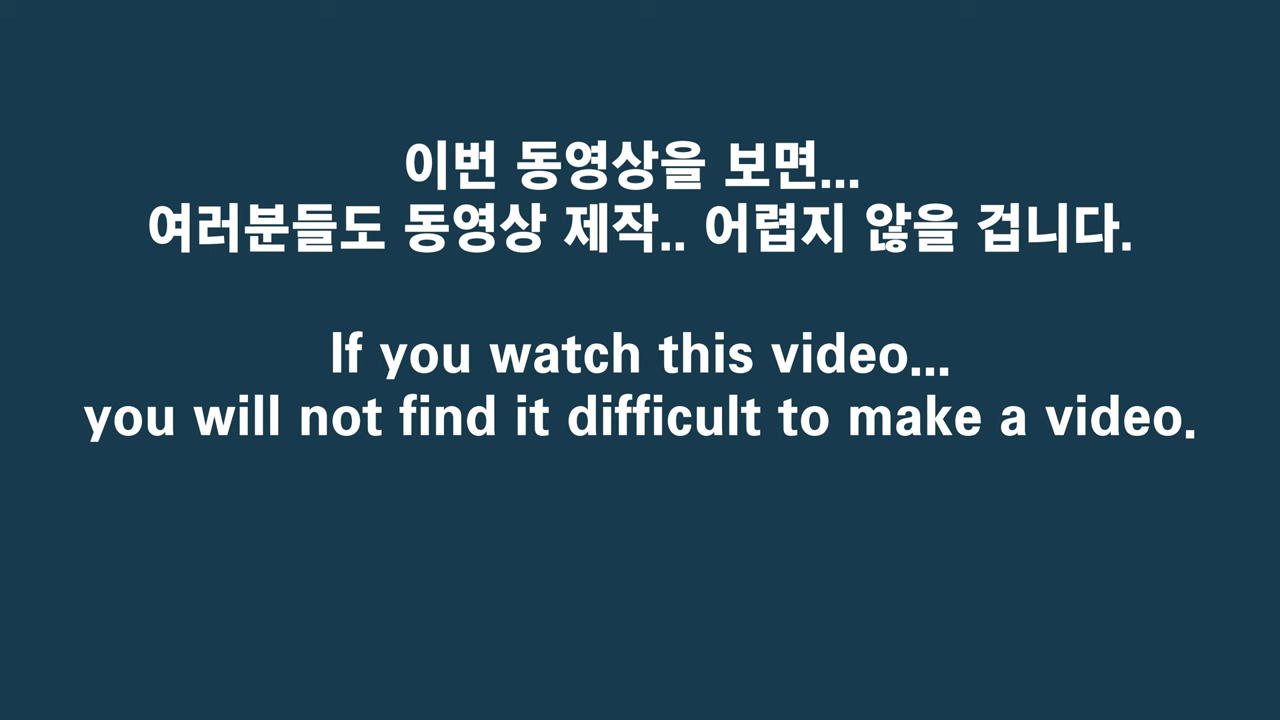 이번 동영상을 보면...
여러분들도 동영상 제작.. 어렵지 않을 겁니다.
If you watch this video...
you will not find it difficult to make a video.